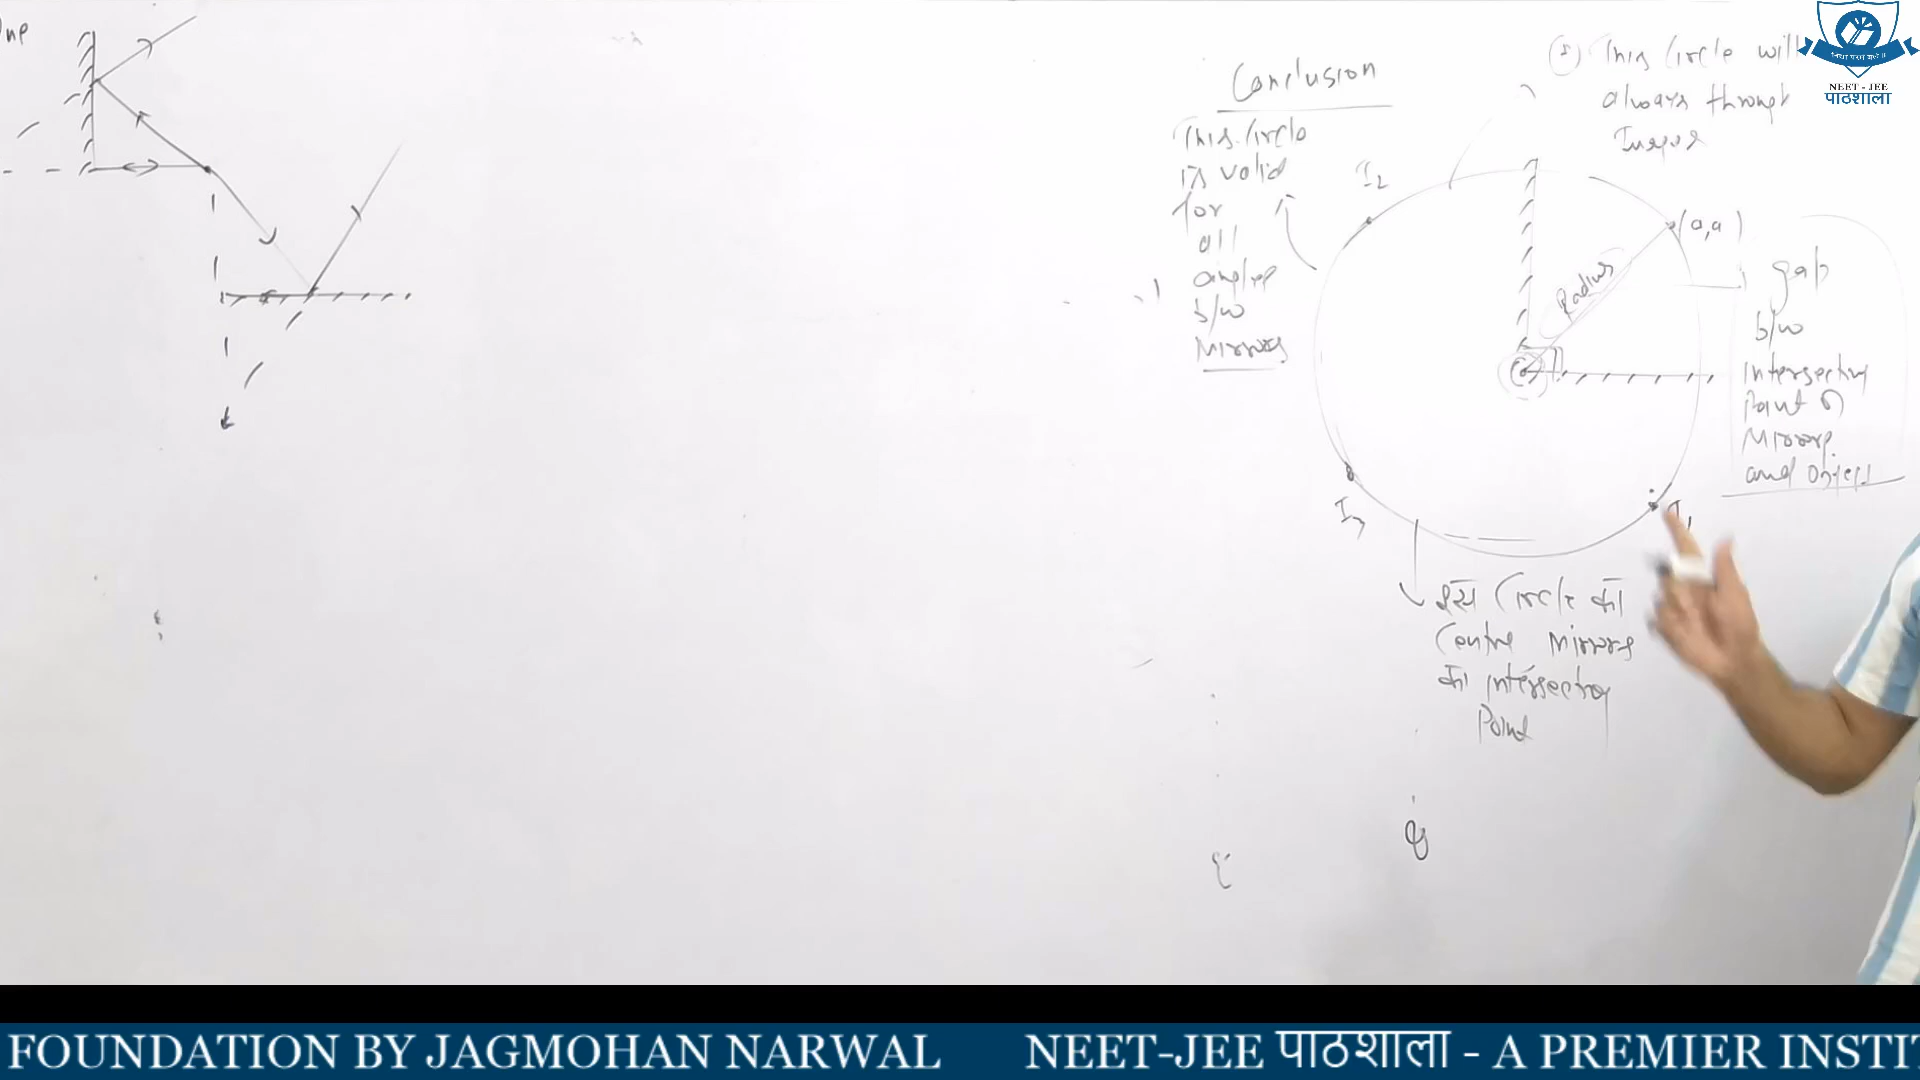 Conclusion
This Circle
is valid
for
all
angles
b/w
Mirrors
(2) This Circle will
always through
Images
I2
(a,a)
Radius
gap
b/w
Intersecting
Point of
Mirrors
and Object
I3
I1
इस Circle का
Centre Mirrors
का intersecting
Point
NEET - JEE
पाठशाला
FOUNDATION BY JAGMOHAN NARWAL NEET-JEE पाठशाला - A PREMIER INSTI